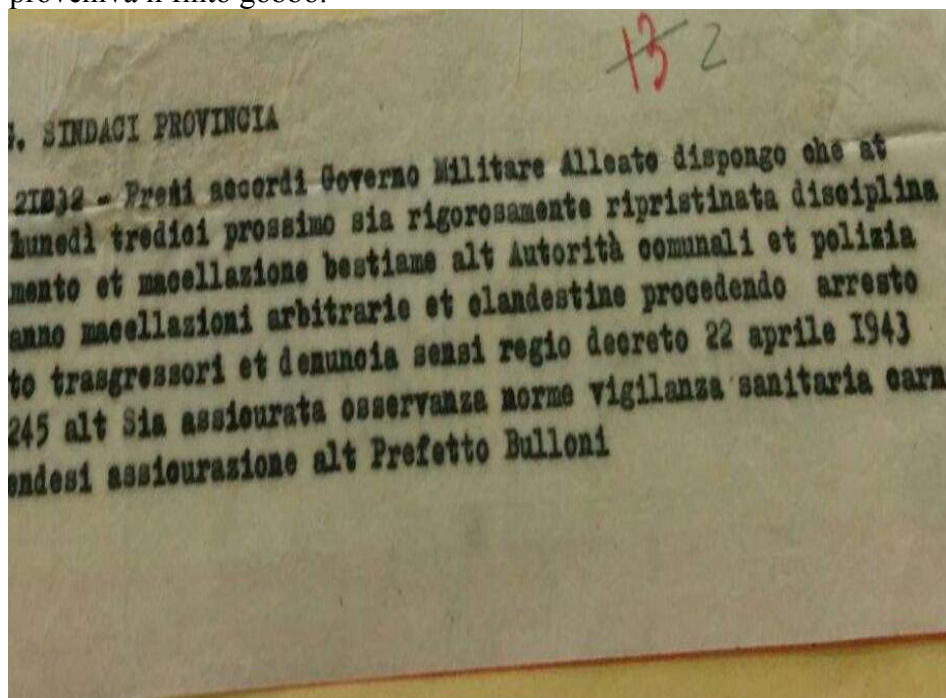 proveniva il finto gobbo.
13 2
S. SINDACI PROVINCIA
Presi accordi Governo Militare Alleato dispongo che at
lunedì tredici prossimo sia rigorosamente ripristinata disciplina
mento et macellazione bestiame alt Autorità comunali et polizia
anno macellazioni arbitrarie et clandestine procedendo arresto
to trasgressori et denuncia sensi regio decreto 22 aprile I943
245 alt Sia assicurata osservanza norme vigilanza sanitaria carn
endesi assicurazione alt Prefetto Bulloni